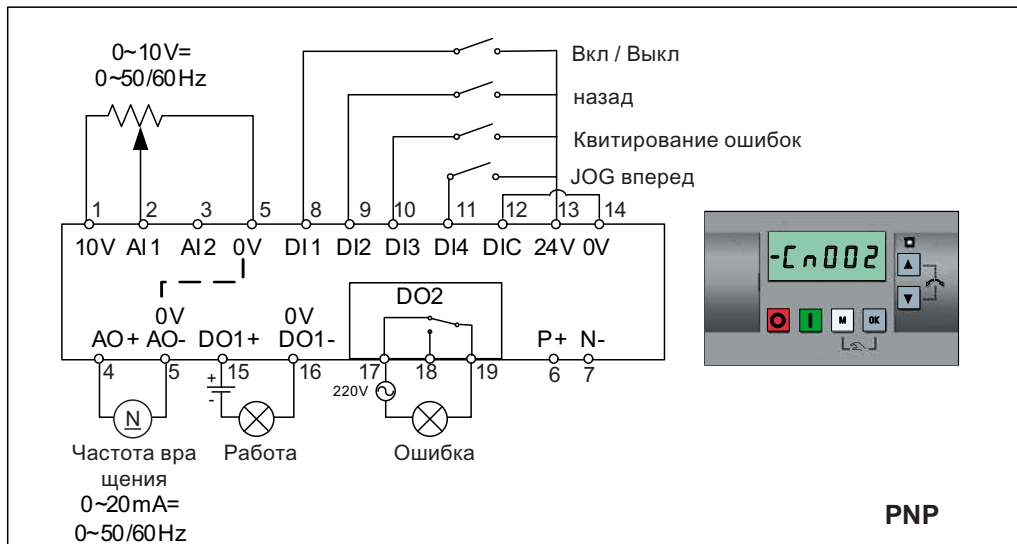 0~10V=
0~50/60Hz
Вкл / Выкл
назад
Квитирование ошибок
JOG вперед
1 2 3 5 8 9 10 11 12 13 14
10V AI1 AI2 0V DI1 DI2 DI3 DI4 DIC 24V 0V
-Cn002
M OK
DO2
0V 0V
AO+ AO- DO1+ DO1- P+ N-
4 5 15 16 17 18 19 6 7
+
-
220V
N
Частота вра
щения
Работа
Ошибка
0~20mA=
0~50/60Hz
PNP